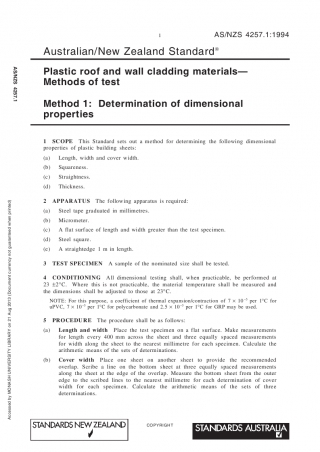 1
AS/NZS 4257.1:1994
Australian/New Zealand Standard®
Plastic roof and wall cladding materials—
Methods of test
Method 1: Determination of dimensional
properties
1 SCOPE This Standard sets out a method for determining the following dimensional
properties of plastic building sheets:
(a) Length, width and cover width.
(b) Squareness.
(c) Straightness.
(d) Thickness.
2 APPARATUS The following apparatus is required:
(a) Steel tape graduated in millimetres.
(b) Micrometer.
(c) A flat surface of length and width greater than the test specimen.
(d) Steel square.
(e) A straightedge 1 m in length.
3 TEST SPECIMEN A sample of the nominated size shall be tested.
4 CONDITIONING All dimensional testing shall, when practicable, be performed at
23 ±2°C. Where this is not practicable, the material temperature shall be measured and
the dimensions shall be adjusted to those at 23°C.
NOTE: For this purpose, a coefficient of thermal expansion/contraction of 7 × 10⁻⁵ per 1°C for
uPVC, 7 × 10⁻⁵ per 1°C for polycarbonate and 2.5 × 10⁻⁵ per 1°C for GRP may be used.
5 PROCEDURE The procedure shall be as follows:
(a) Length and width Place the test specimen on a flat surface. Make measurements
for length every 400 mm across the sheet and three equally spaced measurements
for width along the sheet to the nearest millimetre for each specimen. Calculate the
arithmetic means of the sets of determinations.
(b) Cover width Place one specimen on another sheet to provide the recommended
overlap. Scribe a line on the bottom sheet at three equally spaced measurements
along the sheet at the edge of the overlap. Measure the bottom sheet from the outer
edge to the scribed lines to the nearest millimetre for each determination of cover
width for each specimen. Calculate the arithmetic means of the sets of three
determinations.
STANDARDS NEW ZEALAND
COPYRIGHT
STANDARDS AUSTRALIA
AS/NZS 4257.1
Accessed by MONASH UNIVERSITY LIBRARY on 21 Aug 2013 (Document currency not guaranteed when printed)